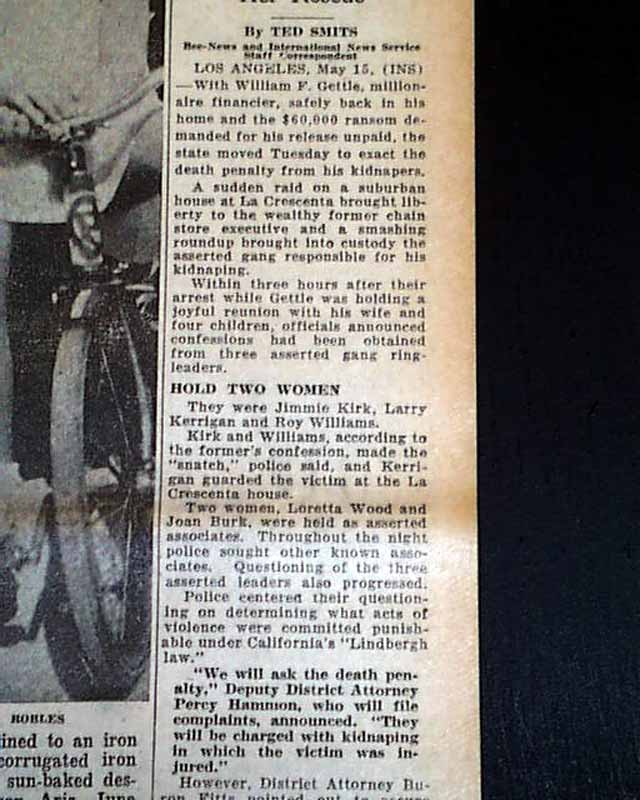 By TED SMITS
Bee-News and International News Service
Staff Correspondent
LOS ANGELES, May 15, (INS)
—With William F. Gettle, million-
aire financier, safely back in his
home and the $60,000 ransom de-
manded for his release unpaid, the
state moved Tuesday to exact the
death penalty from his kidnapers.
A sudden raid on a suburban
house at La Crescenta brought lib-
erty to the wealthy former chain
store executive and a smashing
roundup brought into custody the
asserted gang responsible for his
kidnaping.
Within three hours after their
arrest while Gettle was holding a
joyful reunion with his wife and
four children, officials announced
confessions had been obtained
from three asserted gang ring-
leaders.
HOLD TWO WOMEN
They were Jimmie Kirk, Larry
Kerrigan and Roy Williams.
Kirk and Williams, according to
the former's confession, made the
"snatch," police said, and Kerri-
gan guarded the victim at the La
Crescenta house.
Two women, Loretta Wood and
Joan Burk, were held as asserted
associates. Throughout the night
police sought other known asso-
ciates. Questioning of the three
asserted leaders also progressed.
Police centered their question-
ing on determining what acts of
violence were committed punish-
able under California's "Lindbergh
law."
"We will ask the death pen-
alty," Deputy District Attorney
Percy Hammon, who will file
complaints, announced. "They
will be charged with kidnaping
in which the victim was in-
jured."
However, District Attorney Bu-
ron Fitts pointed out to
ROBLES
ined to an iron
corrugated iron
sun-baked des-
Ariz. June